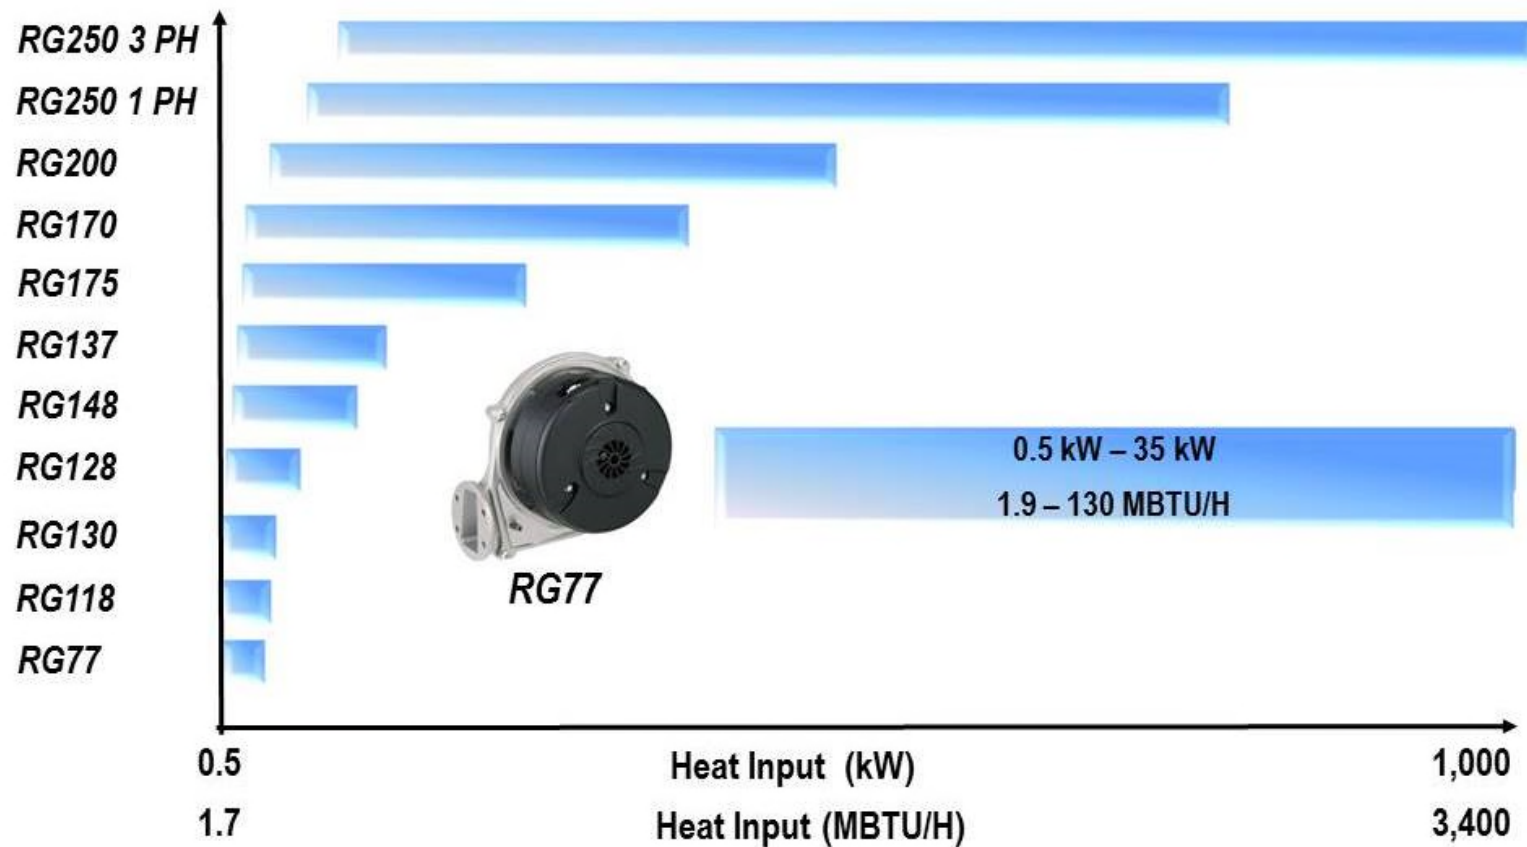 RG250 3 PH
RG250 1 PH
RG200
RG170
RG175
RG137
RG148
RG128
RG130
RG118
RG77
0.5 kW – 35 kW
1.9 – 130 MBTU/H
RG77
0.5 Heat Input (kW) 1,000
1.7 Heat Input (MBTU/H) 3,400